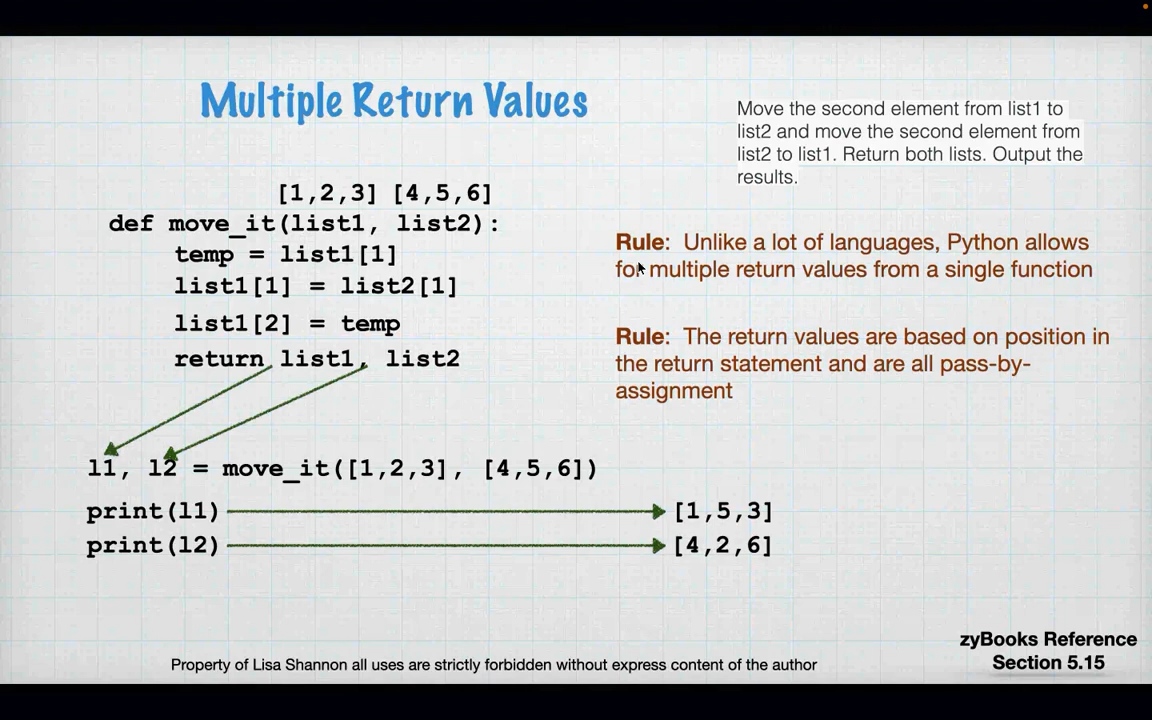 Multiple Return Values
Move the second element from list1 to
list2 and move the second element from
list2 to list1. Return both lists. Output the
results.
[1,2,3] [4,5,6]
def move_it(list1, list2):
temp = list1[1]
list1[1] = list2[1]
list1[2] = temp
return list1, list2
Rule: Unlike a lot of languages, Python allows
for multiple return values from a single function
Rule: The return values are based on position in
the return statement and are all pass-by-
assignment
l1, l2 = move_it([1,2,3], [4,5,6])
print(l1) [1,5,3]
print(l2) [4,2,6]
zyBooks Reference
Section 5.15
Property of Lisa Shannon all uses are strictly forbidden without express content of the author